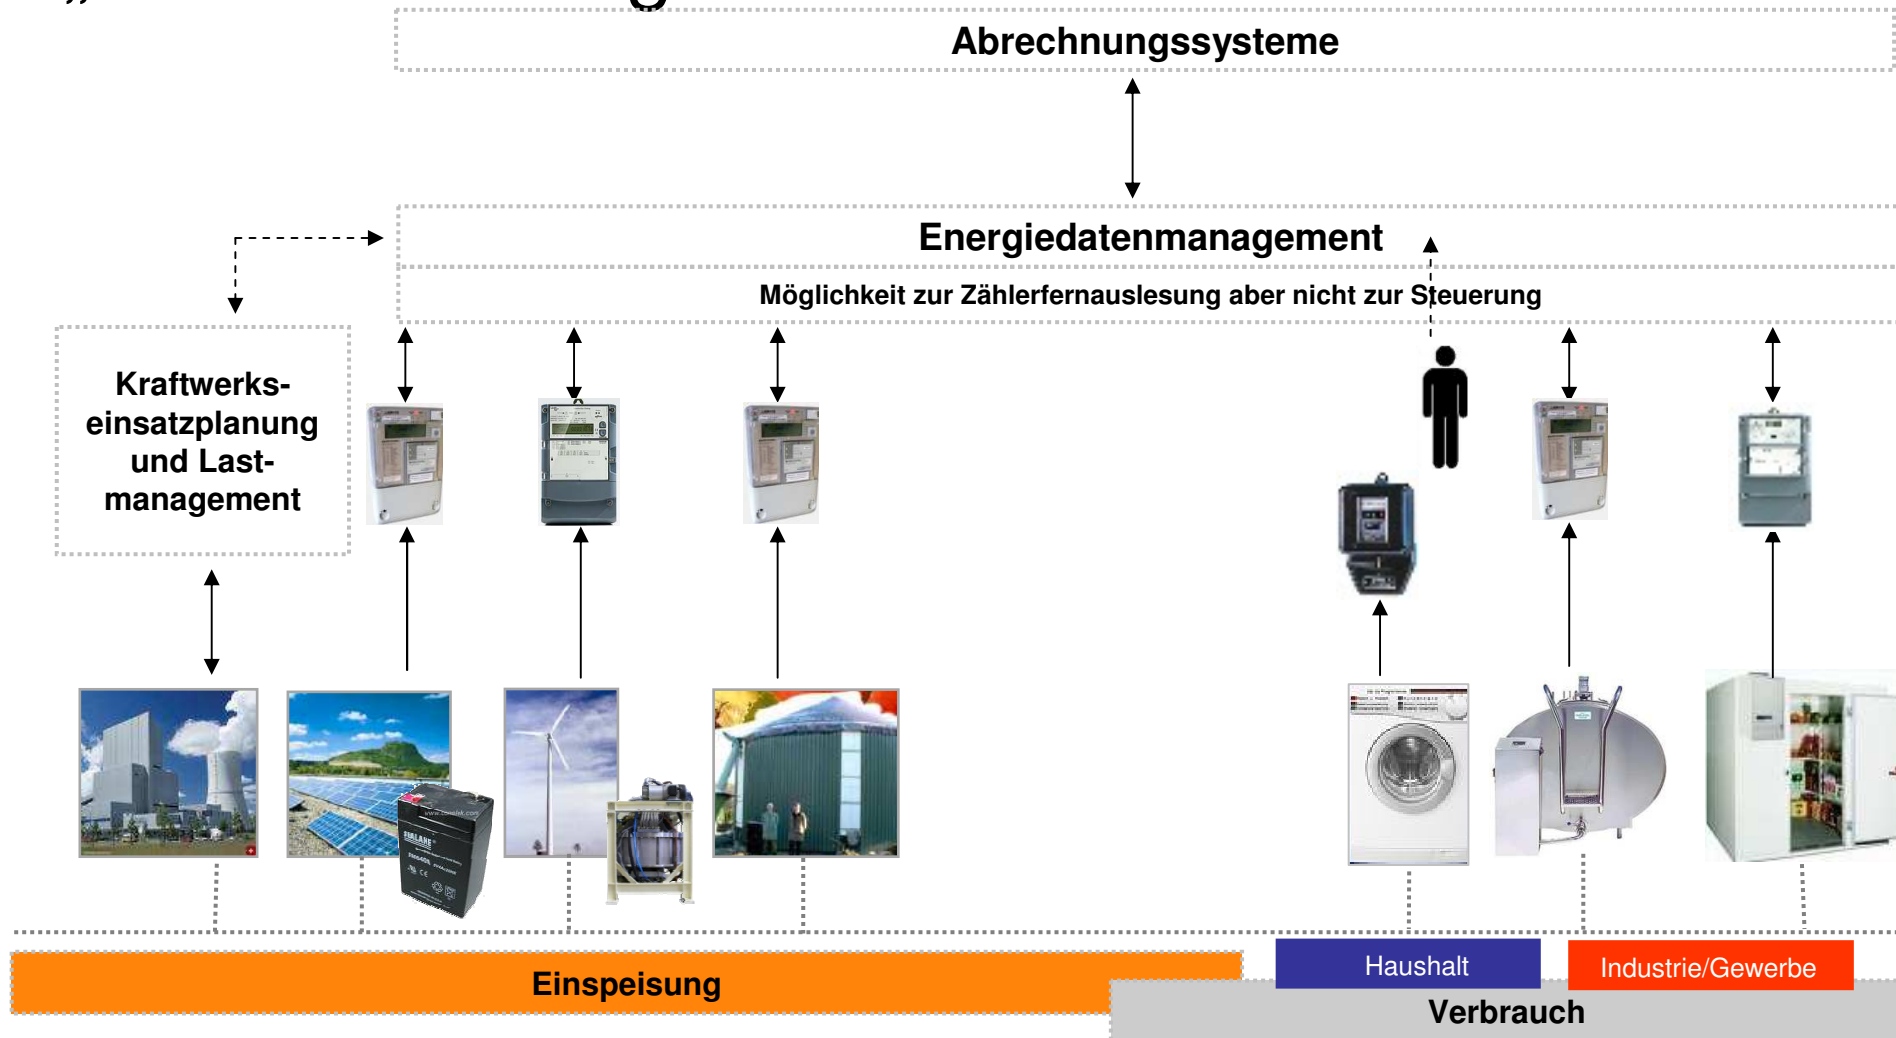 Abrechnungssysteme
Energiedatenmanagement
Möglichkeit zur Zählerfernauslesung aber nicht zur Steuerung
Kraftwerks-
einsatzplanung
und Last-
management
Einspeisung
Haushalt
Industrie/Gewerbe
Verbrauch